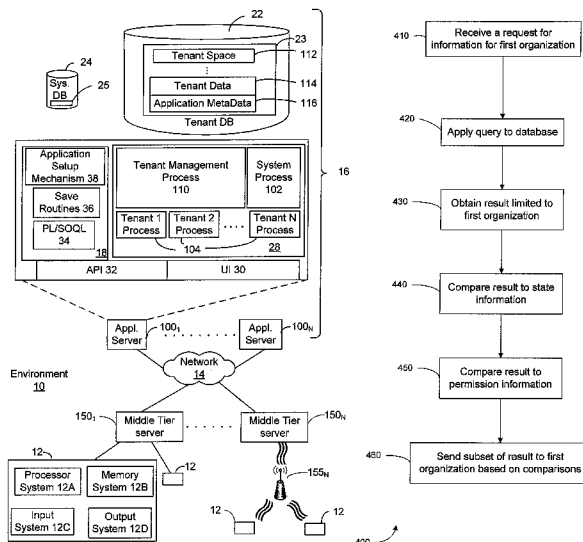 22
23
Tenant Space
112
24
Sys.
DB
25
Tenant Data
114
Application MetaData
116
Tenant DB
Application
Setup
Mechanism 38
Tenant Management
Process
110
System
Process
102
16
Save
Routines 36
PL/SOQL
34
Tenant 1
Process
Tenant 2
Process
Tenant N
Process
18
104
28
API 32
UI 30
Appl.
Server
100₁
Appl.
Server
100N
Network
14
Environment
10
150₁
Middle Tier
server
Middle Tier
server
150N
12
Processor
System 12A
Memory
System 12B
Input
System 12C
Output
System 12D
12
155N
12
12
410
Receive a request for
information for first organization
420
Apply query to database
430
Obtain result limited to
first organization
440
Compare result to state
information
450
Compare result to
permission information
460
Send subset of result to first
organization based on comparisons